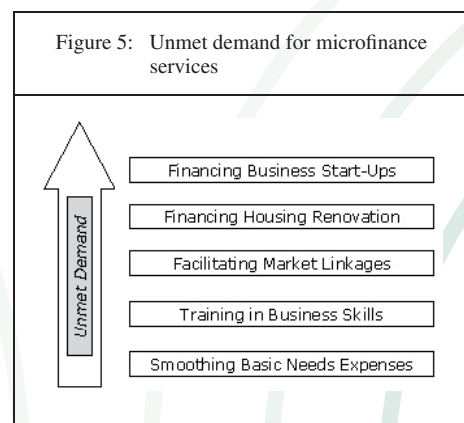 Figure 5: Unmet demand for microfinance
services
Unmet Demand
Financing Business Start-Ups
Financing Housing Renovation
Facilitating Market Linkages
Training in Business Skills
Smoothing Basic Needs Expenses